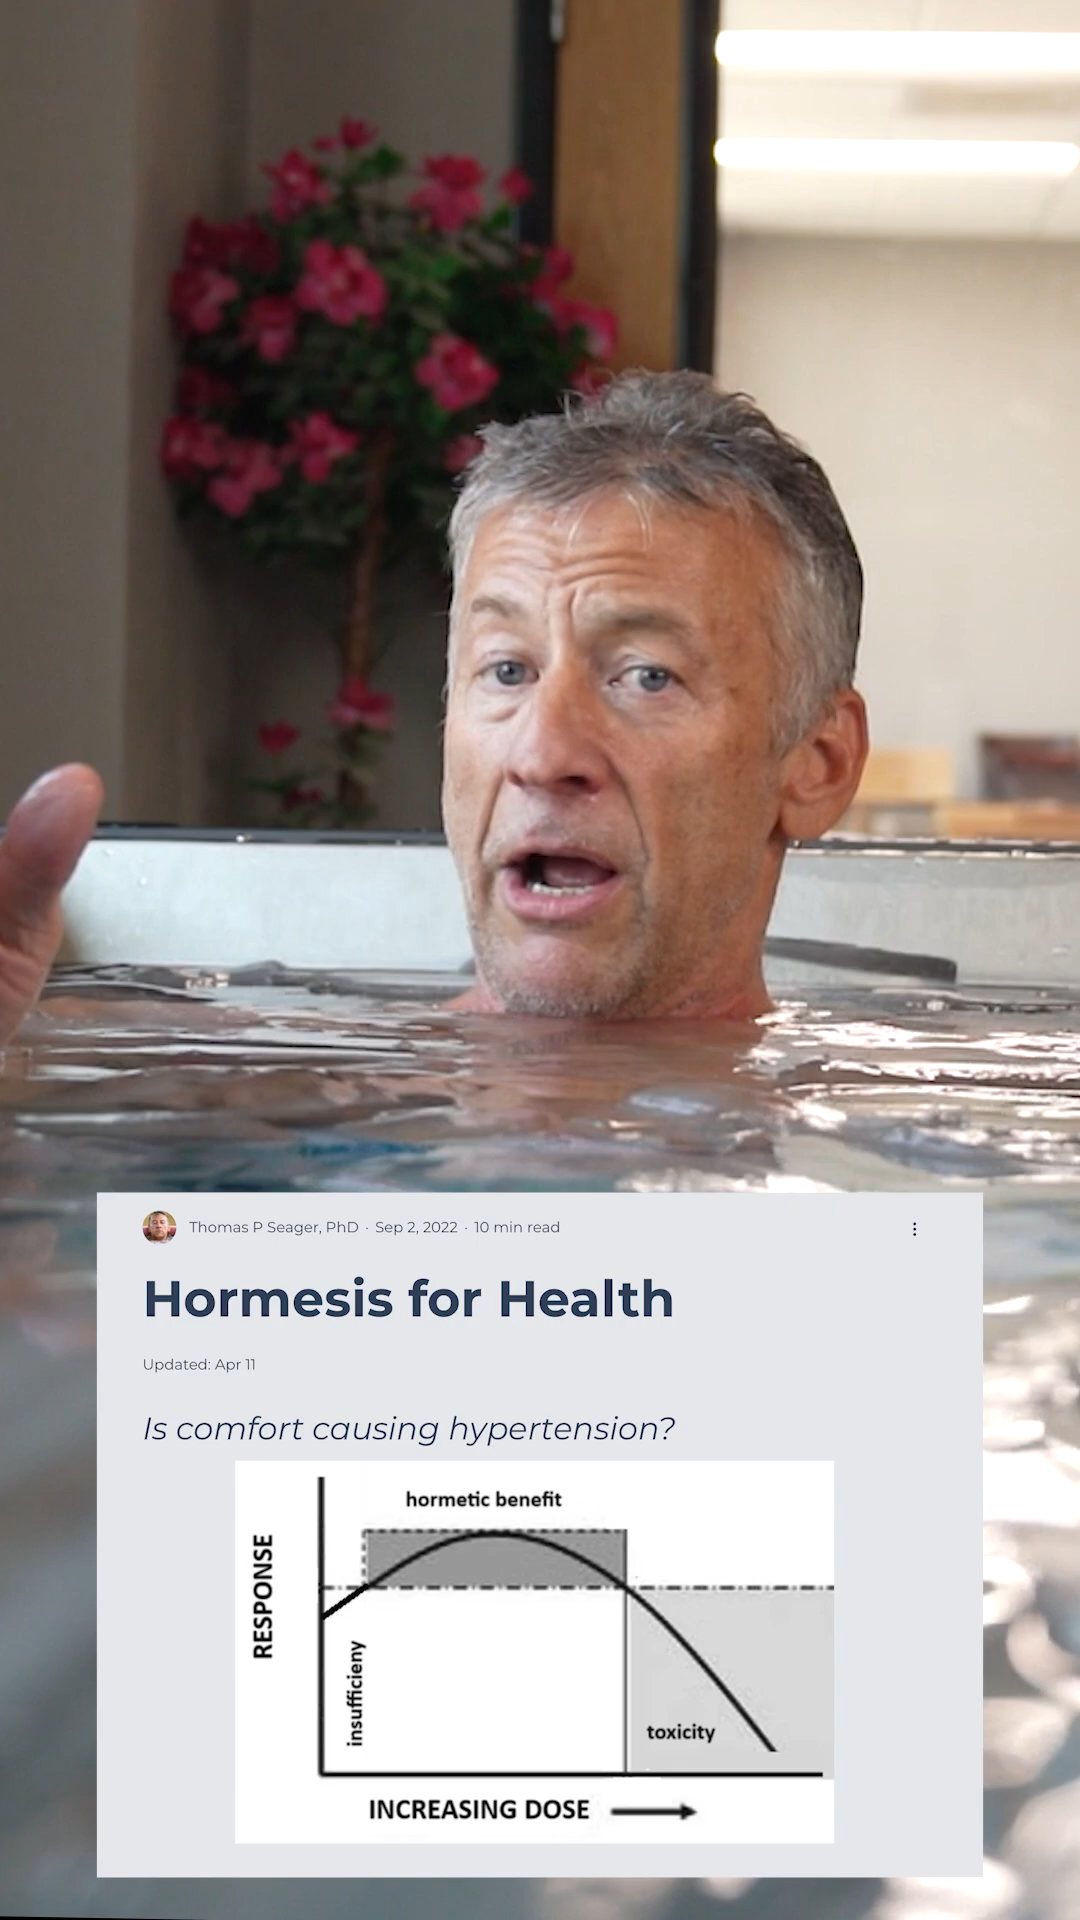 Thomas P Seager, PhD · Sep 2, 2022 · 10 min read
Hormesis for Health
Updated: Apr 11
Is comfort causing hypertension?
hormetic benefit
RESPONSE
insufficieny
toxicity
INCREASING DOSE